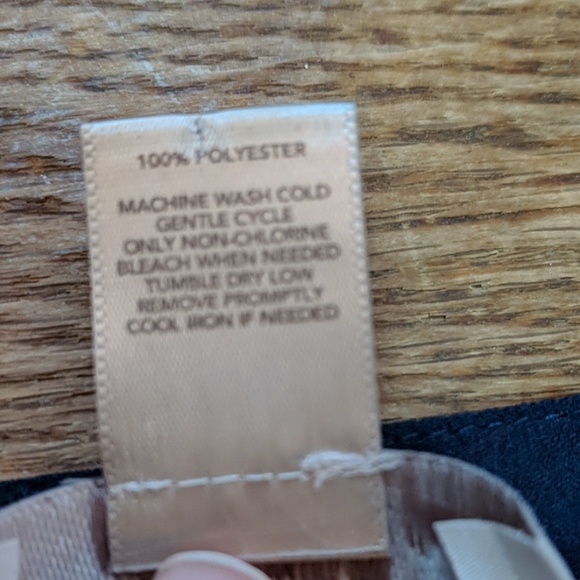 100% POLYESTER
MACHINE WASH COLD
GENTLE CYCLE
ONLY NON-CHLORINE
BLEACH WHEN NEEDED
TUMBLE DRY LOW
REMOVE PROMPTLY
COOL IRON IF NEEDED